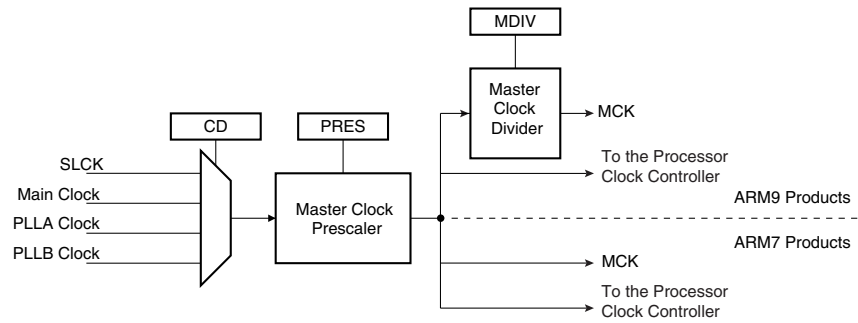 MDIV
Master
Clock
Divider
MCK
CD
PRES
SLCK
Main Clock
PLLA Clock
PLLB Clock
Master Clock
Prescaler
To the Processor
Clock Controller
ARM9 Products
ARM7 Products
MCK
To the Processor
Clock Controller